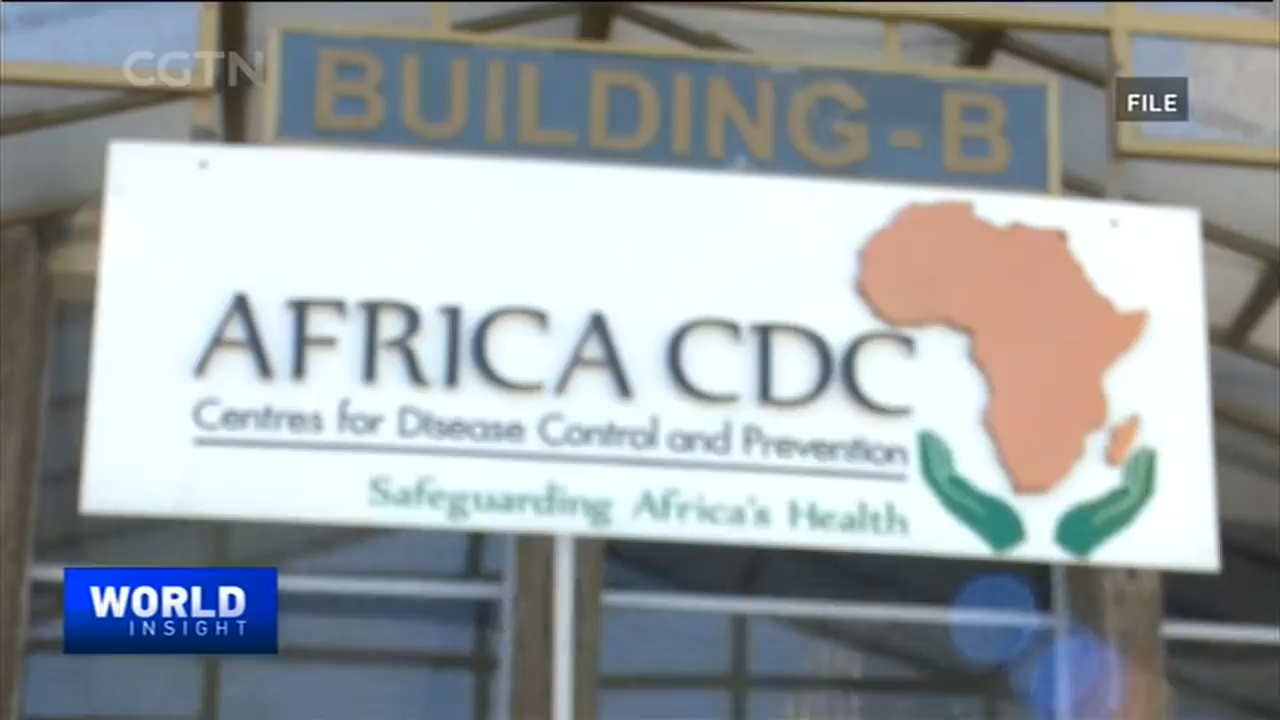 CGTN
BUILDING-B
FILE
AFRICA CDC
Centres for Disease Control and Prevention
Safeguarding Africa's Health
WORLD
INSIGHT